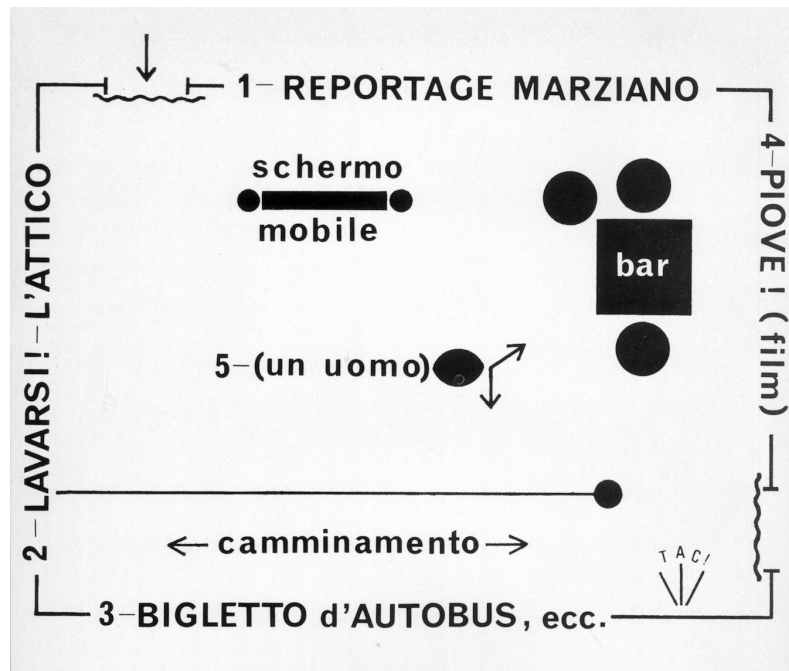 1-REPORTAGE MARZIANO
schermo
mobile
bar
4-PIOVE! (film)
2-LAVARSI!-L'ATTICO
5-(un uomo)
camminamento
TAC!
3-BIGLETTO d'AUTOBUS, ecc.